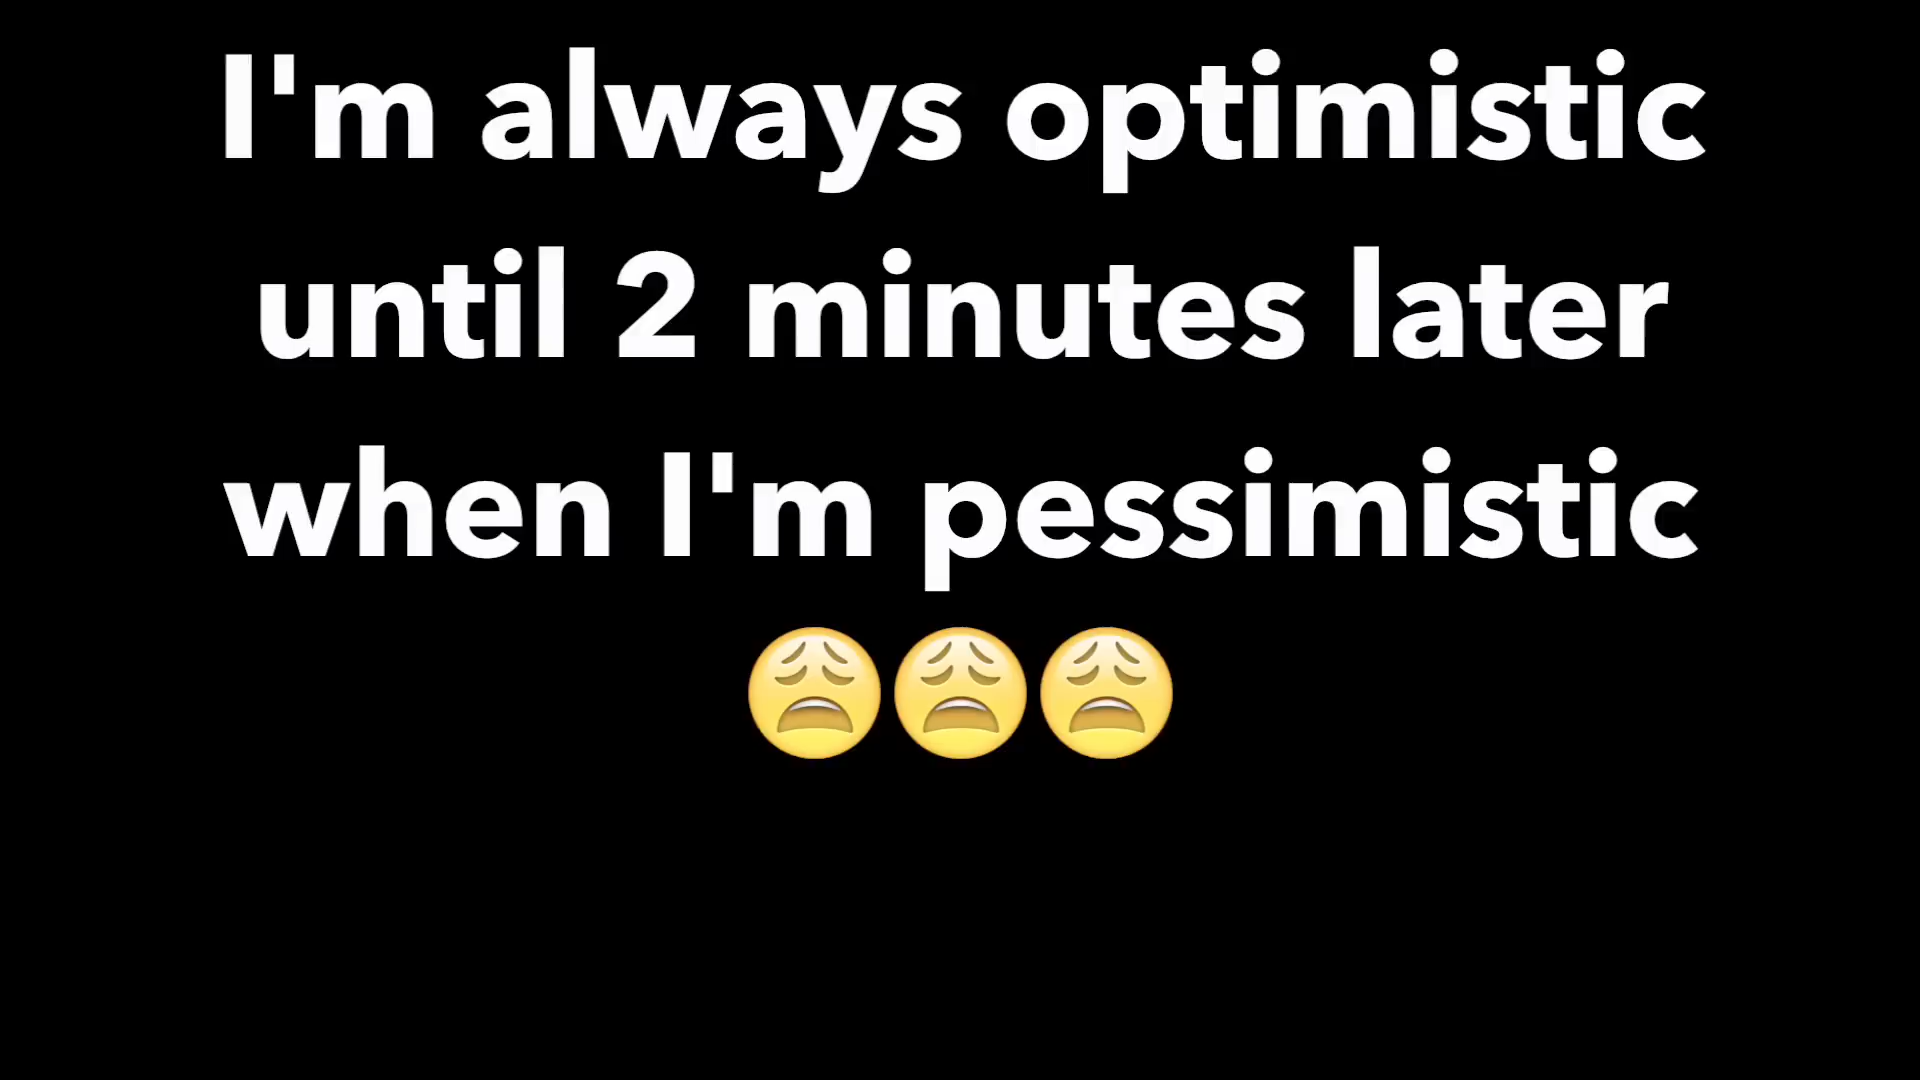 I'm always optimistic
until 2 minutes later
when I'm pessimistic
😩😩😩